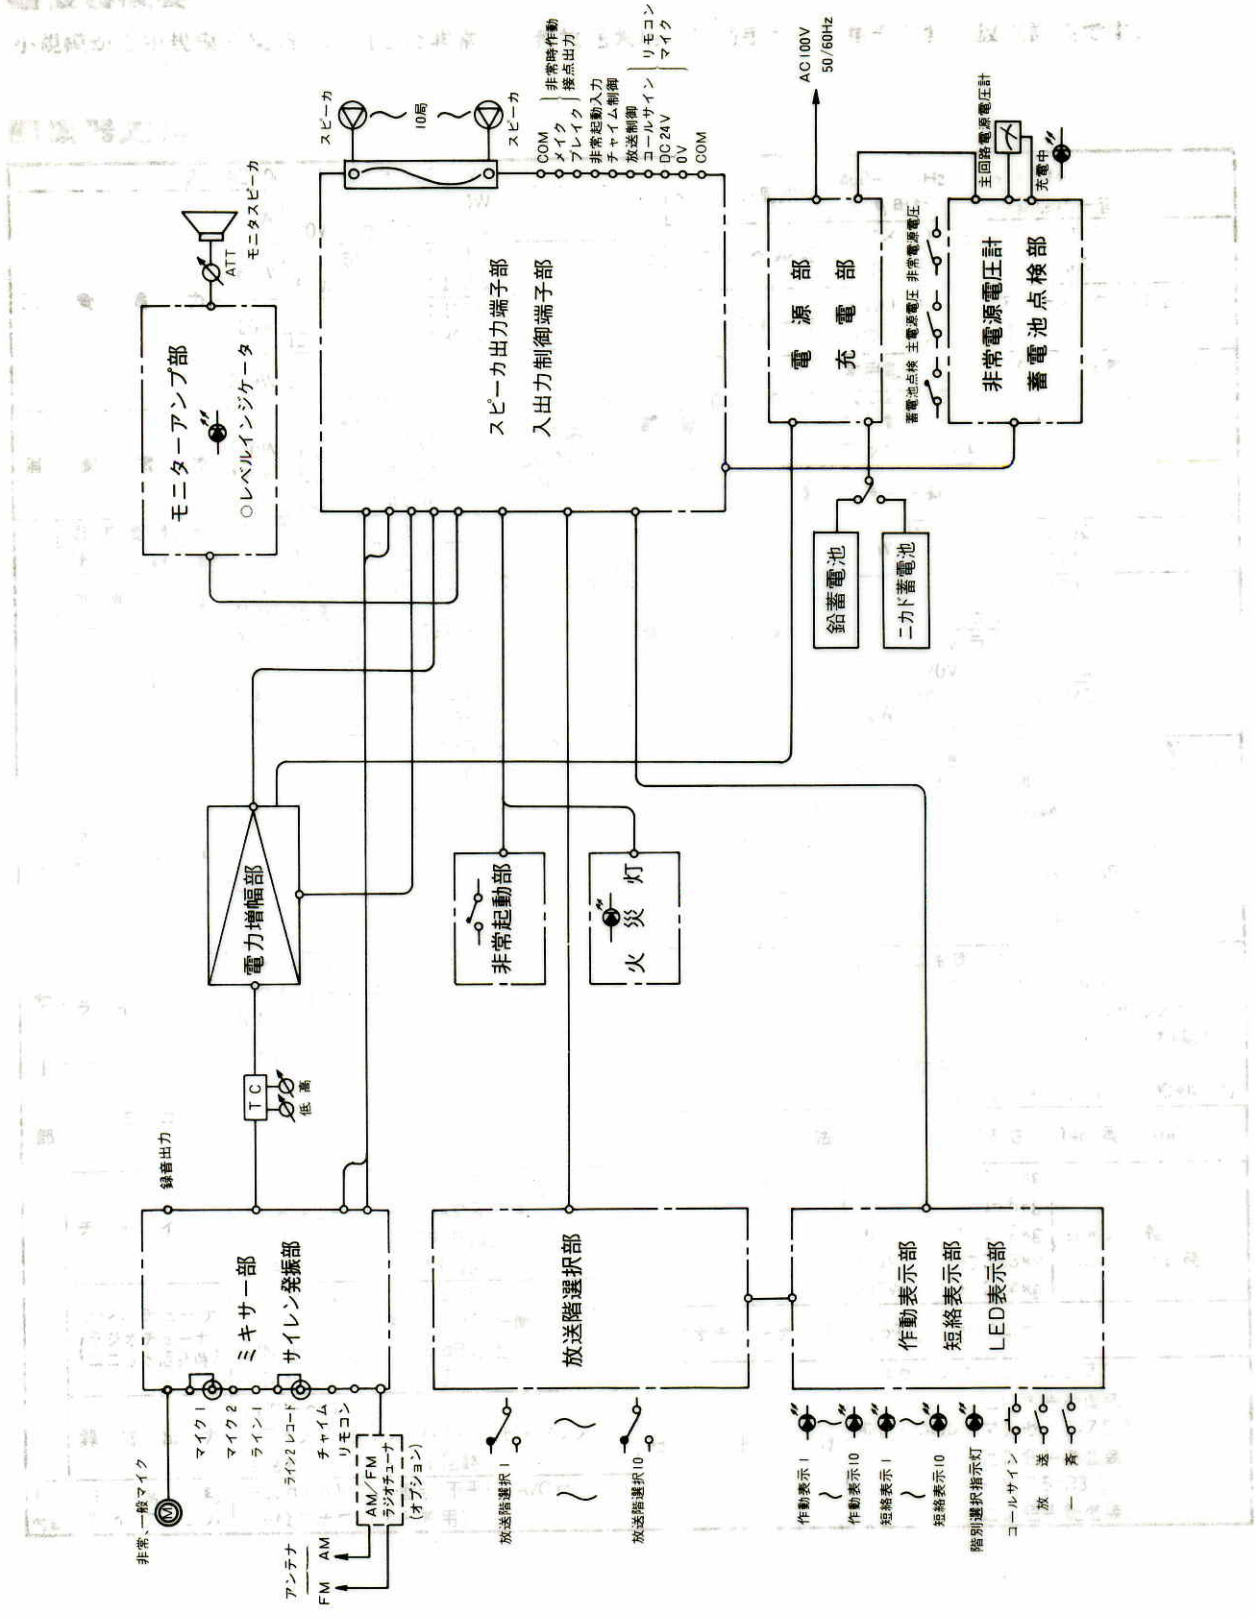 非常、一般マイク
マイク1
マイク2
ライン1
ライン2 レコード
チャイム
リモコン
AM/FM
ラジオチューナ
(オプション)
アンテナ
FM AM
ミキサー部
サイレン発振部
録音出力
TC
低 高
電力増幅部
モニターアンプ部
○レベルインジケータ
ATT
モニタスピーカ
スピーカ
10局
スピーカ
スピーカ出力端子部
入出力制御端子部
COM
メイク
ブレイク
非常時作動
接点出力
非常起動入力
チャイム制御
放送制御
コールサイン
DC24V
0V
リモコン
マイク
COM
非常起動部
火災灯
放送階選択部
放送階選択1
放送階選択10
作動表示部
短絡表示部
LED表示部
作動表示1
作動表示10
短絡表示1
短絡表示10
階別選択指示灯
コールサイン
放送
一斉
電源部
充電部
AC100V
50/60Hz
鉛蓄電池
ニカド蓄電池
蓄電池点検 主電源電圧 非常電源電圧
非常電源電圧計
蓄電池点検部
主回路電源電圧計
充電中